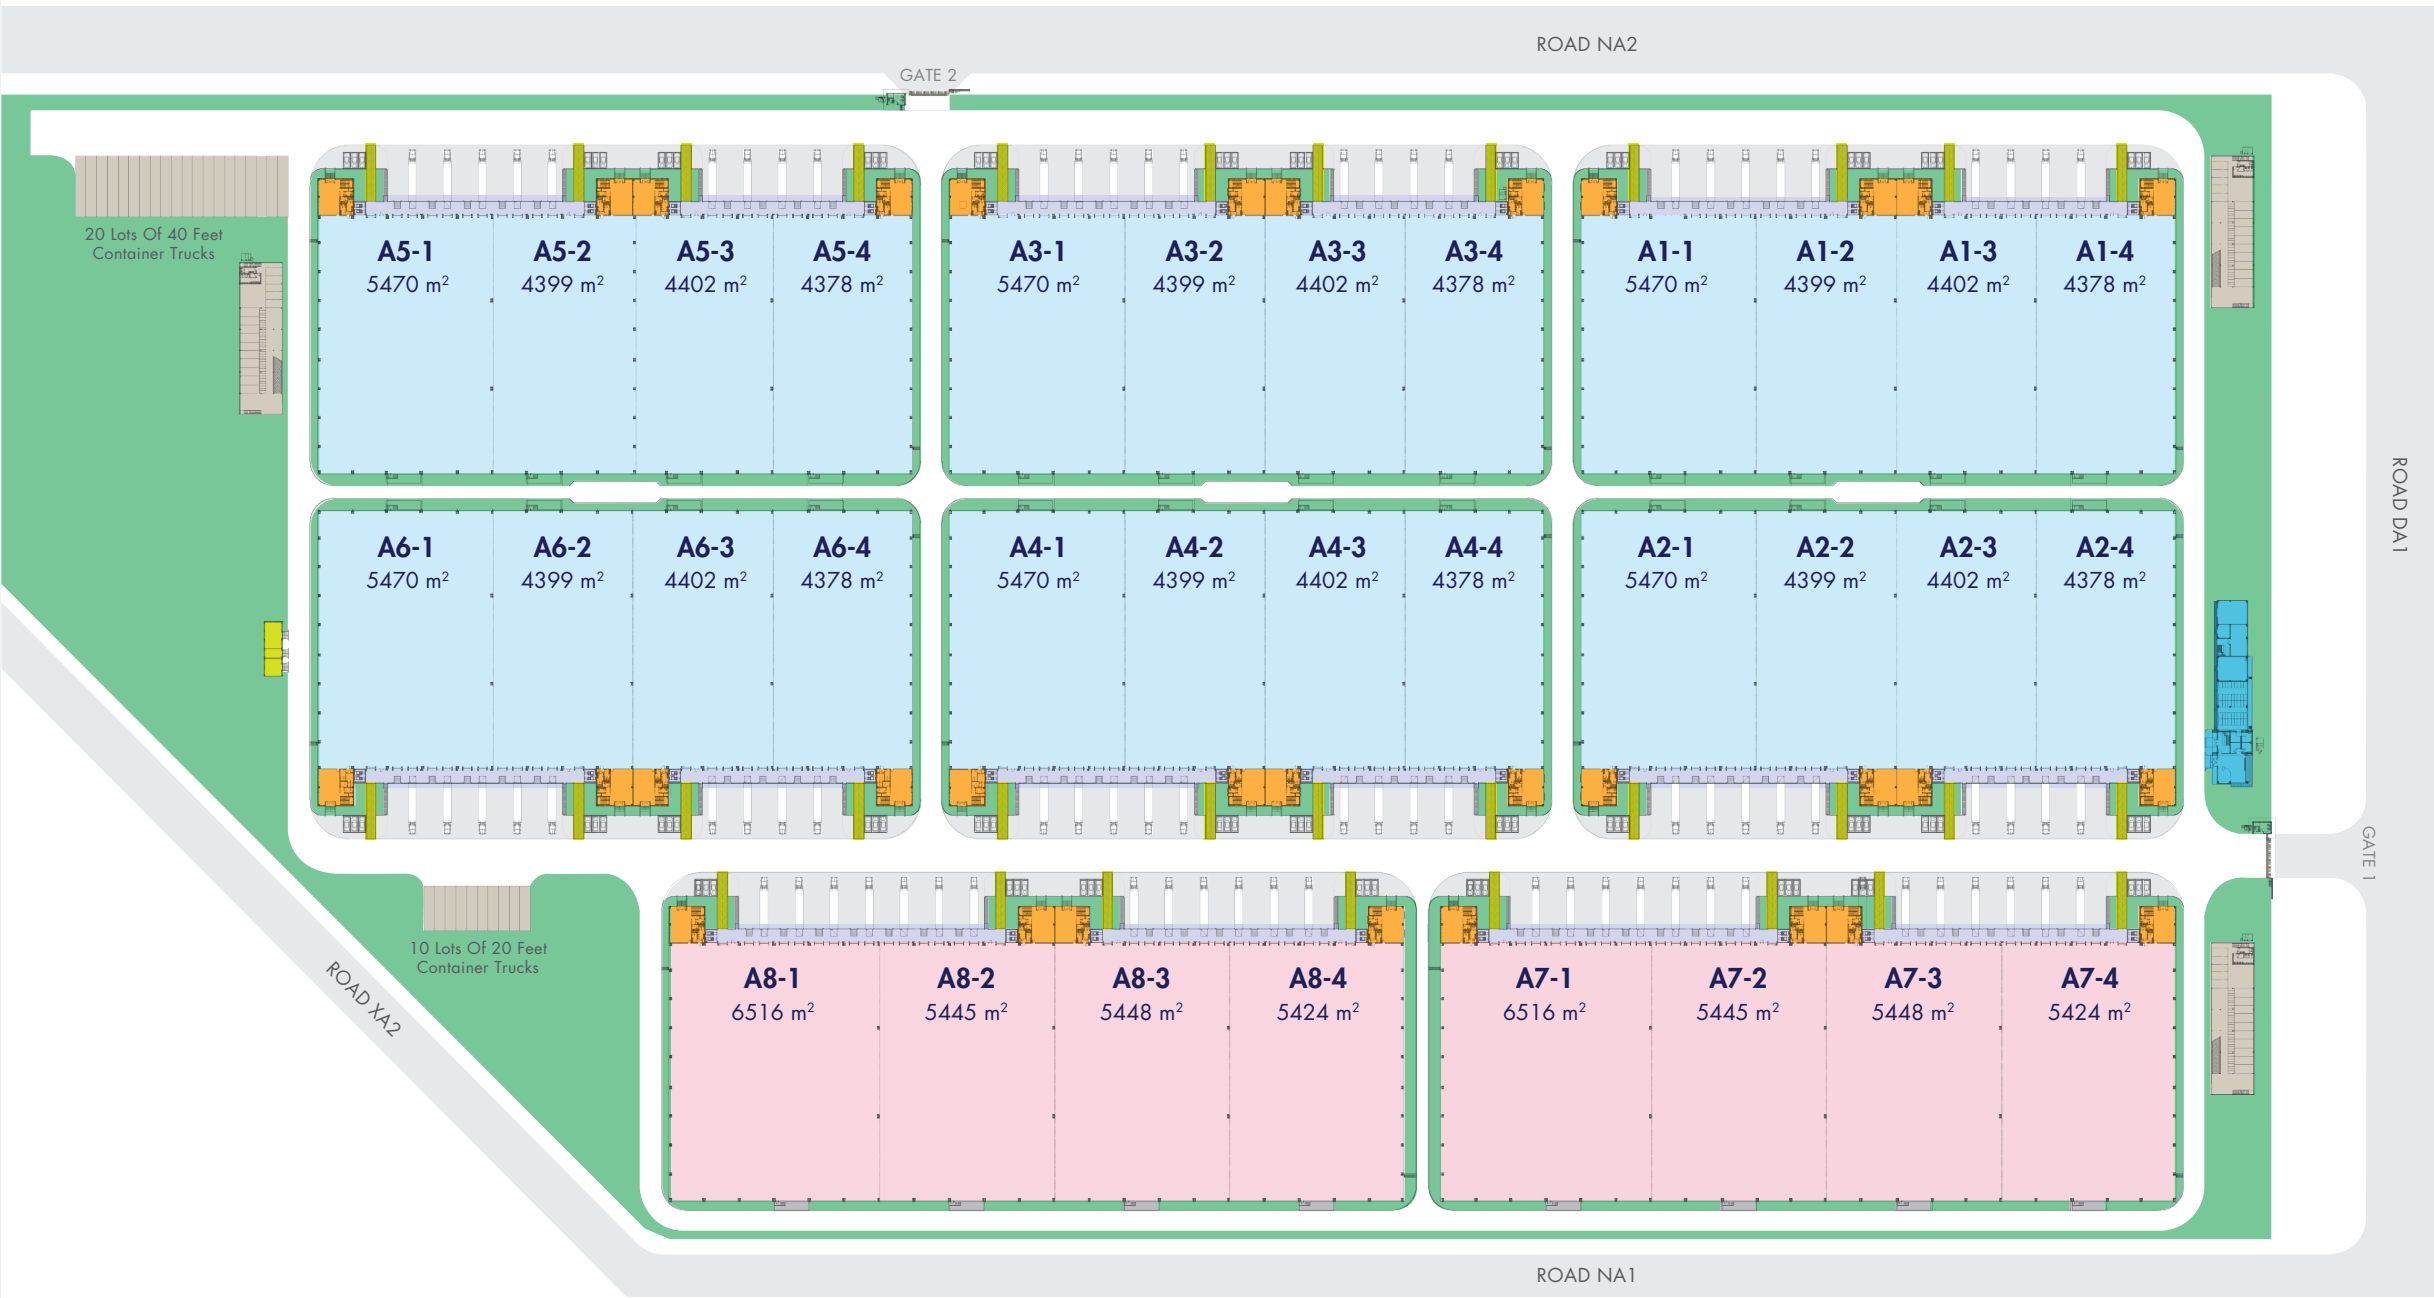 ROAD NA2
GATE 2
20 Lots Of 40 Feet
Container Trucks
A5-1
5470 m²
A5-2
4399 m²
A5-3
4402 m²
A5-4
4378 m²
A3-1
5470 m²
A3-2
4399 m²
A3-3
4402 m²
A3-4
4378 m²
A1-1
5470 m²
A1-2
4399 m²
A1-3
4402 m²
A1-4
4378 m²
ROAD DA1
A6-1
5470 m²
A6-2
4399 m²
A6-3
4402 m²
A6-4
4378 m²
A4-1
5470 m²
A4-2
4399 m²
A4-3
4402 m²
A4-4
4378 m²
A2-1
5470 m²
A2-2
4399 m²
A2-3
4402 m²
A2-4
4378 m²
GATE 1
10 Lots Of 20 Feet
Container Trucks
ROAD XA2
A8-1
6516 m²
A8-2
5445 m²
A8-3
5448 m²
A8-4
5424 m²
A7-1
6516 m²
A7-2
5445 m²
A7-3
5448 m²
A7-4
5424 m²
ROAD NA1